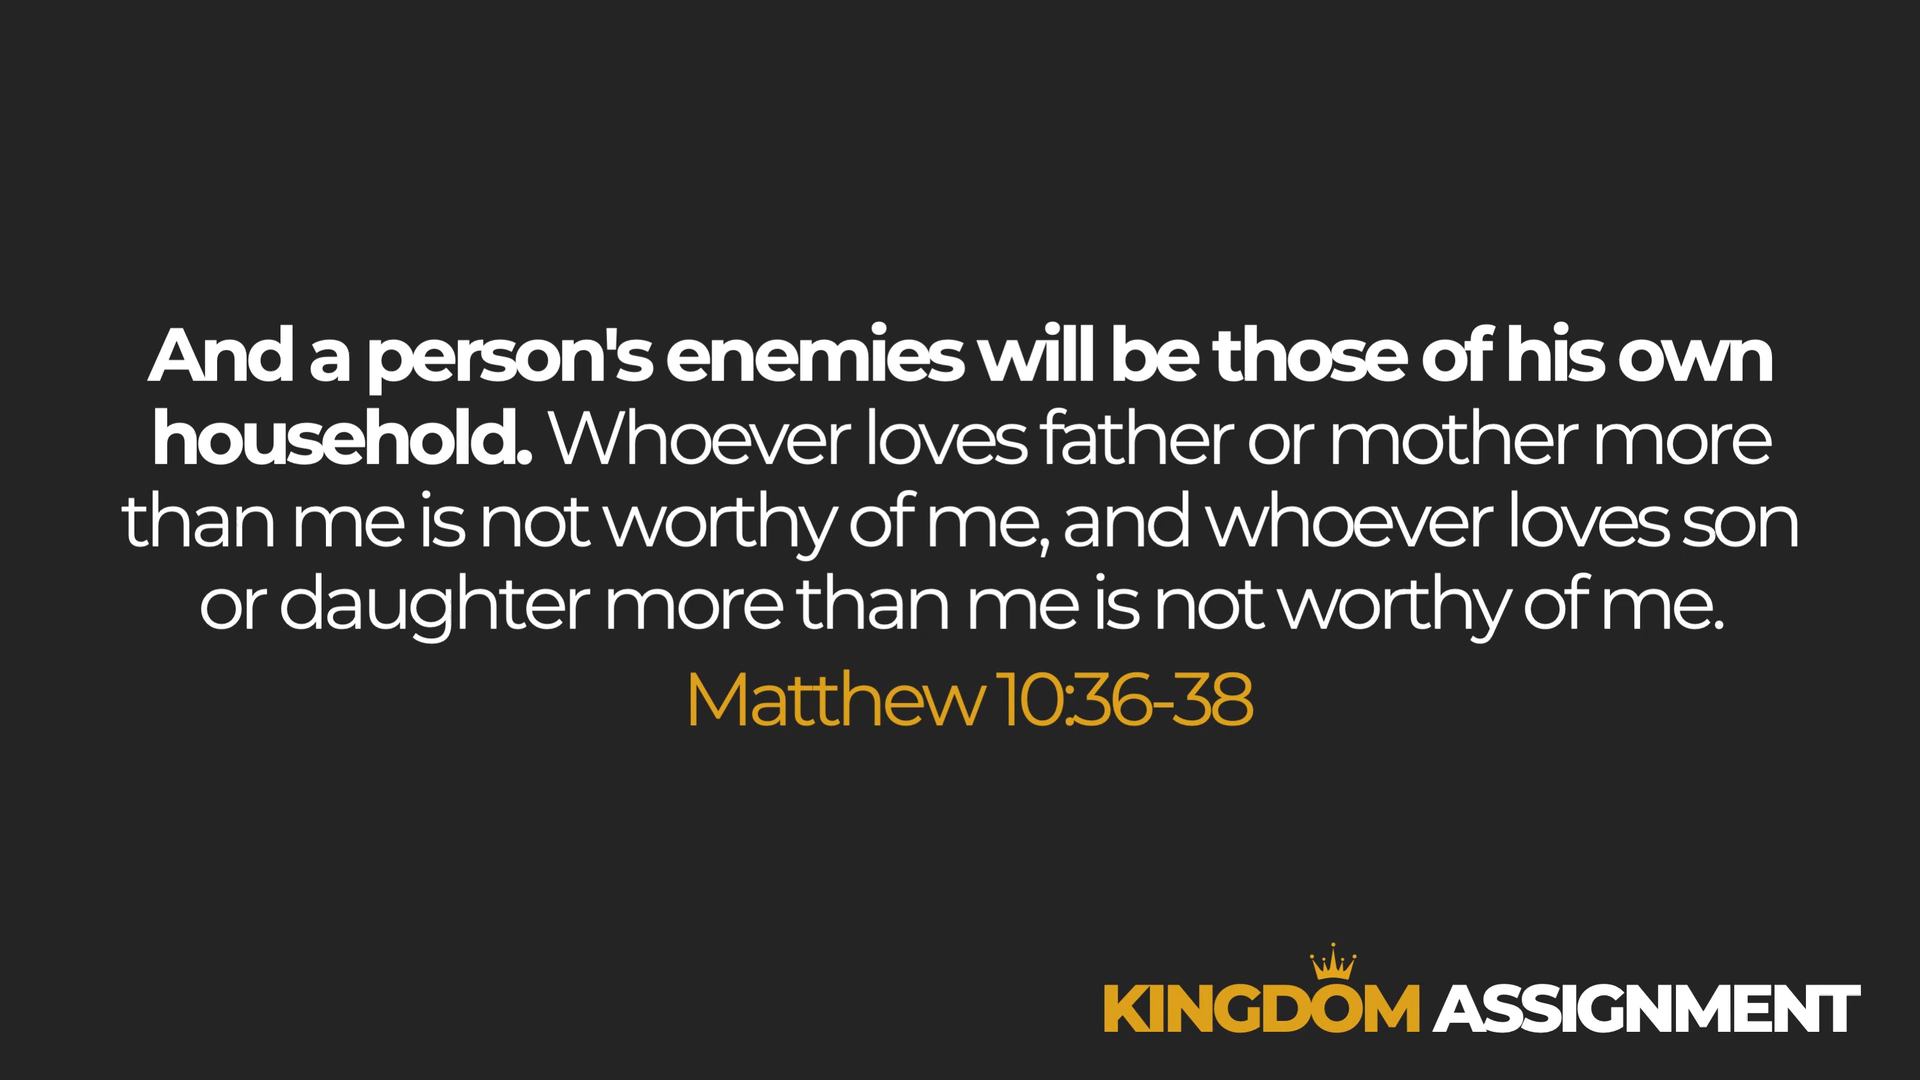 And a person's enemies will be those of his own
household. Whoever loves father or mother more
than me is not worthy of me, and whoever loves son
or daughter more than me is not worthy of me.
Matthew 10:36-38
KINGDOM ASSIGNMENT